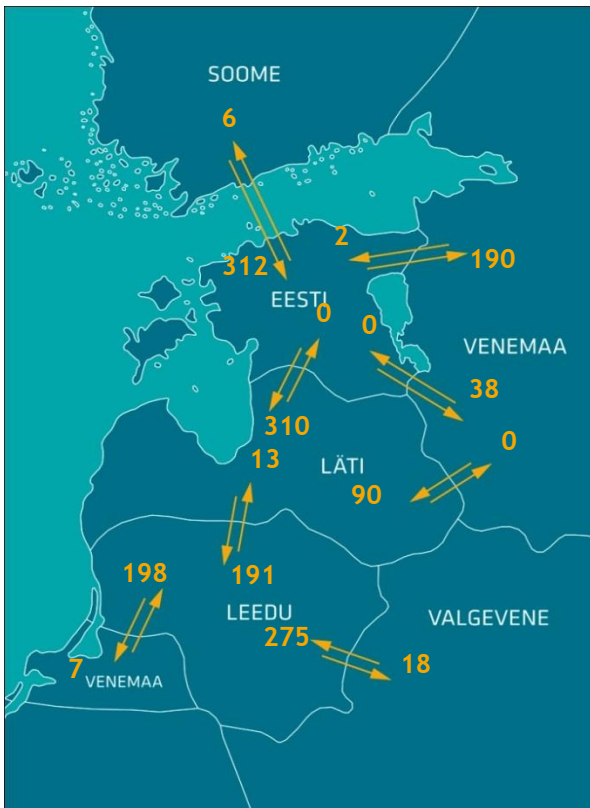 SOOME
6
2
312
190
EESTI
0
0
VENEMAA
38
310
0
13
LÄTI
90
198
191
LEEDU
VALGEVENE
275
18
7
VENEMAA